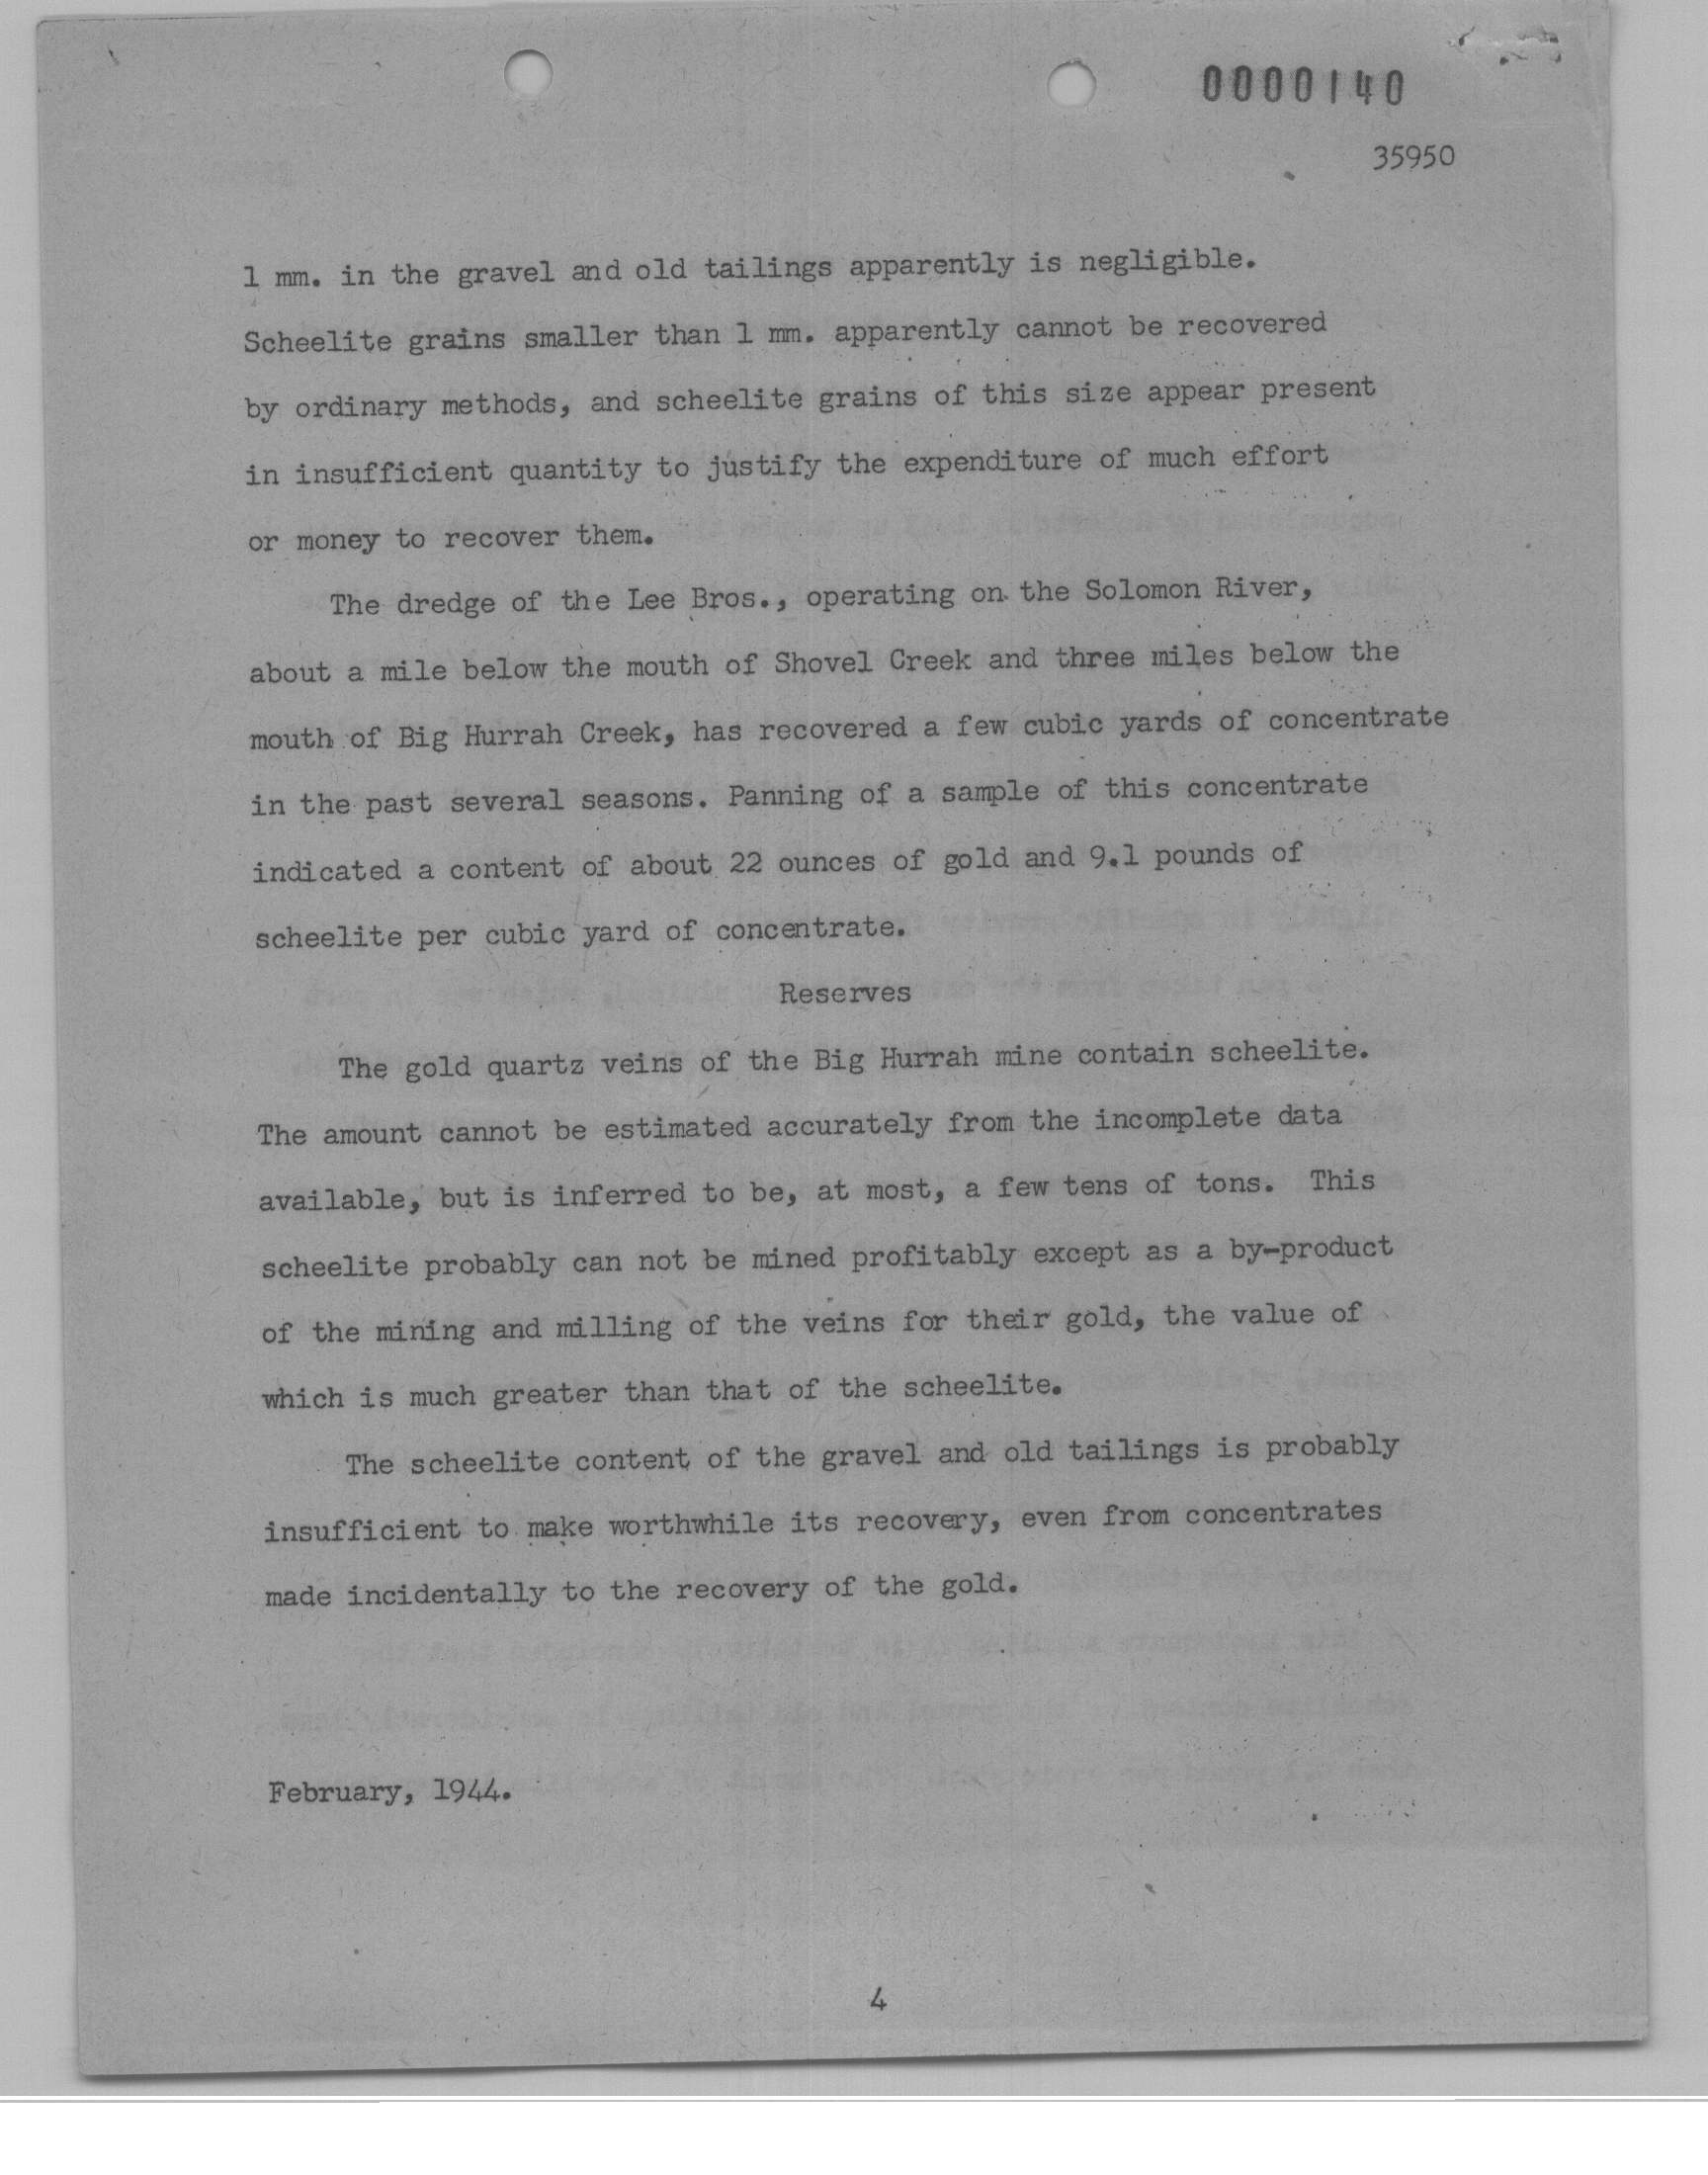 0000140
35950
1 mm. in the gravel and old tailings apparently is negligible.
Scheelite grains smaller than 1 mm. apparently cannot be recovered
by ordinary methods, and scheelite grains of this size appear present
in insufficient quantity to justify the expenditure of much effort
or money to recover them.
The dredge of the Lee Bros., operating on the Solomon River,
about a mile below the mouth of Shovel Creek and three miles below the
mouth of Big Hurrah Creek, has recovered a few cubic yards of concentrate
in the past several seasons. Panning of a sample of this concentrate
indicated a content of about 22 ounces of gold and 9.1 pounds of
scheelite per cubic yard of concentrate.
Reserves
The gold quartz veins of the Big Hurrah mine contain scheelite.
The amount cannot be estimated accurately from the incomplete data
available, but is inferred to be, at most, a few tens of tons. This
scheelite probably can not be mined profitably except as a by-product
of the mining and milling of the veins for their gold, the value of
which is much greater than that of the scheelite.
The scheelite content of the gravel and old tailings is probably
insufficient to make worthwhile its recovery, even from concentrates
made incidentally to the recovery of the gold.
February, 1944.
4